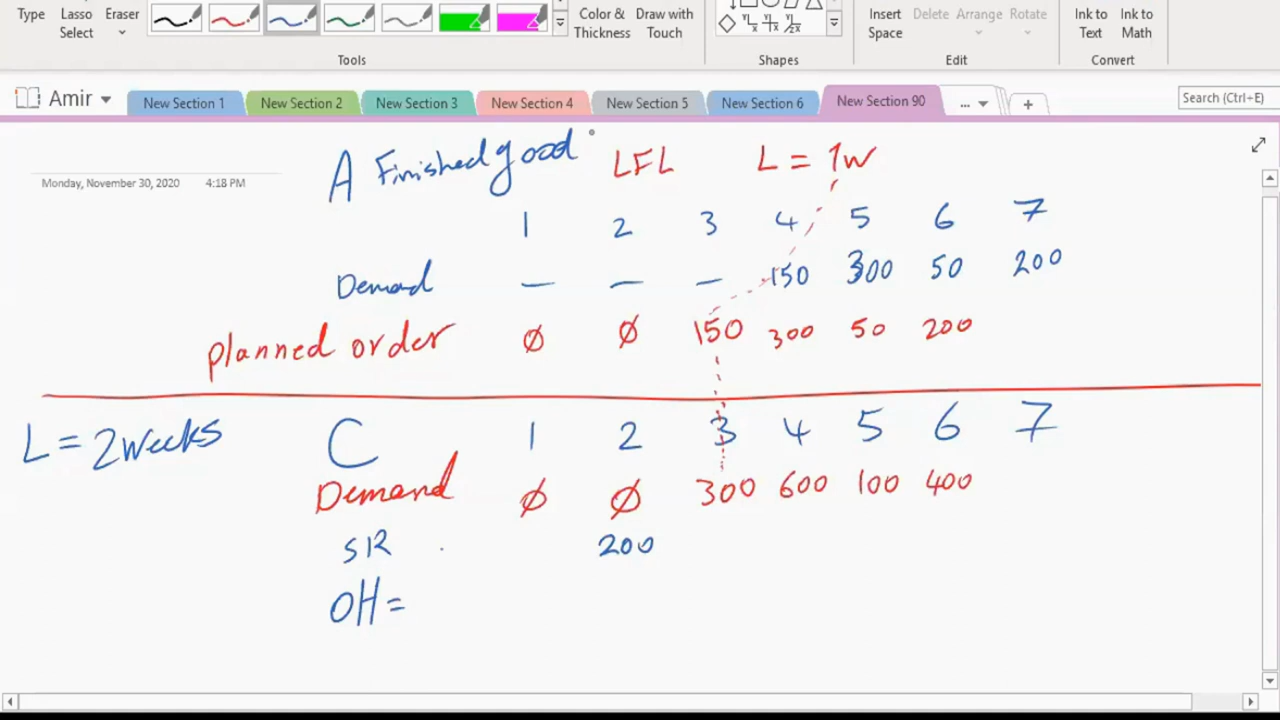 Type Lasso Select Eraser Color & Thickness Draw with Touch Insert Space Delete Arrange Rotate Ink to Text Ink to Math
Tools Shapes Edit Convert
Amir New Section 1 New Section 2 New Section 3 New Section 4 New Section 5 New Section 6 New Section 90 ... + Search (Ctrl+E)
Monday, November 30, 2020 4:18 PM
A Finished good LFL L = 1w
1 2 3 4 5 6 7
Demand — — — 150 300 50 200
planned order Ø Ø 150 300 50 200
L = 2 weeks C 1 2 3 4 5 6 7
Demand Ø Ø 300 600 100 400
SR 200
OH =